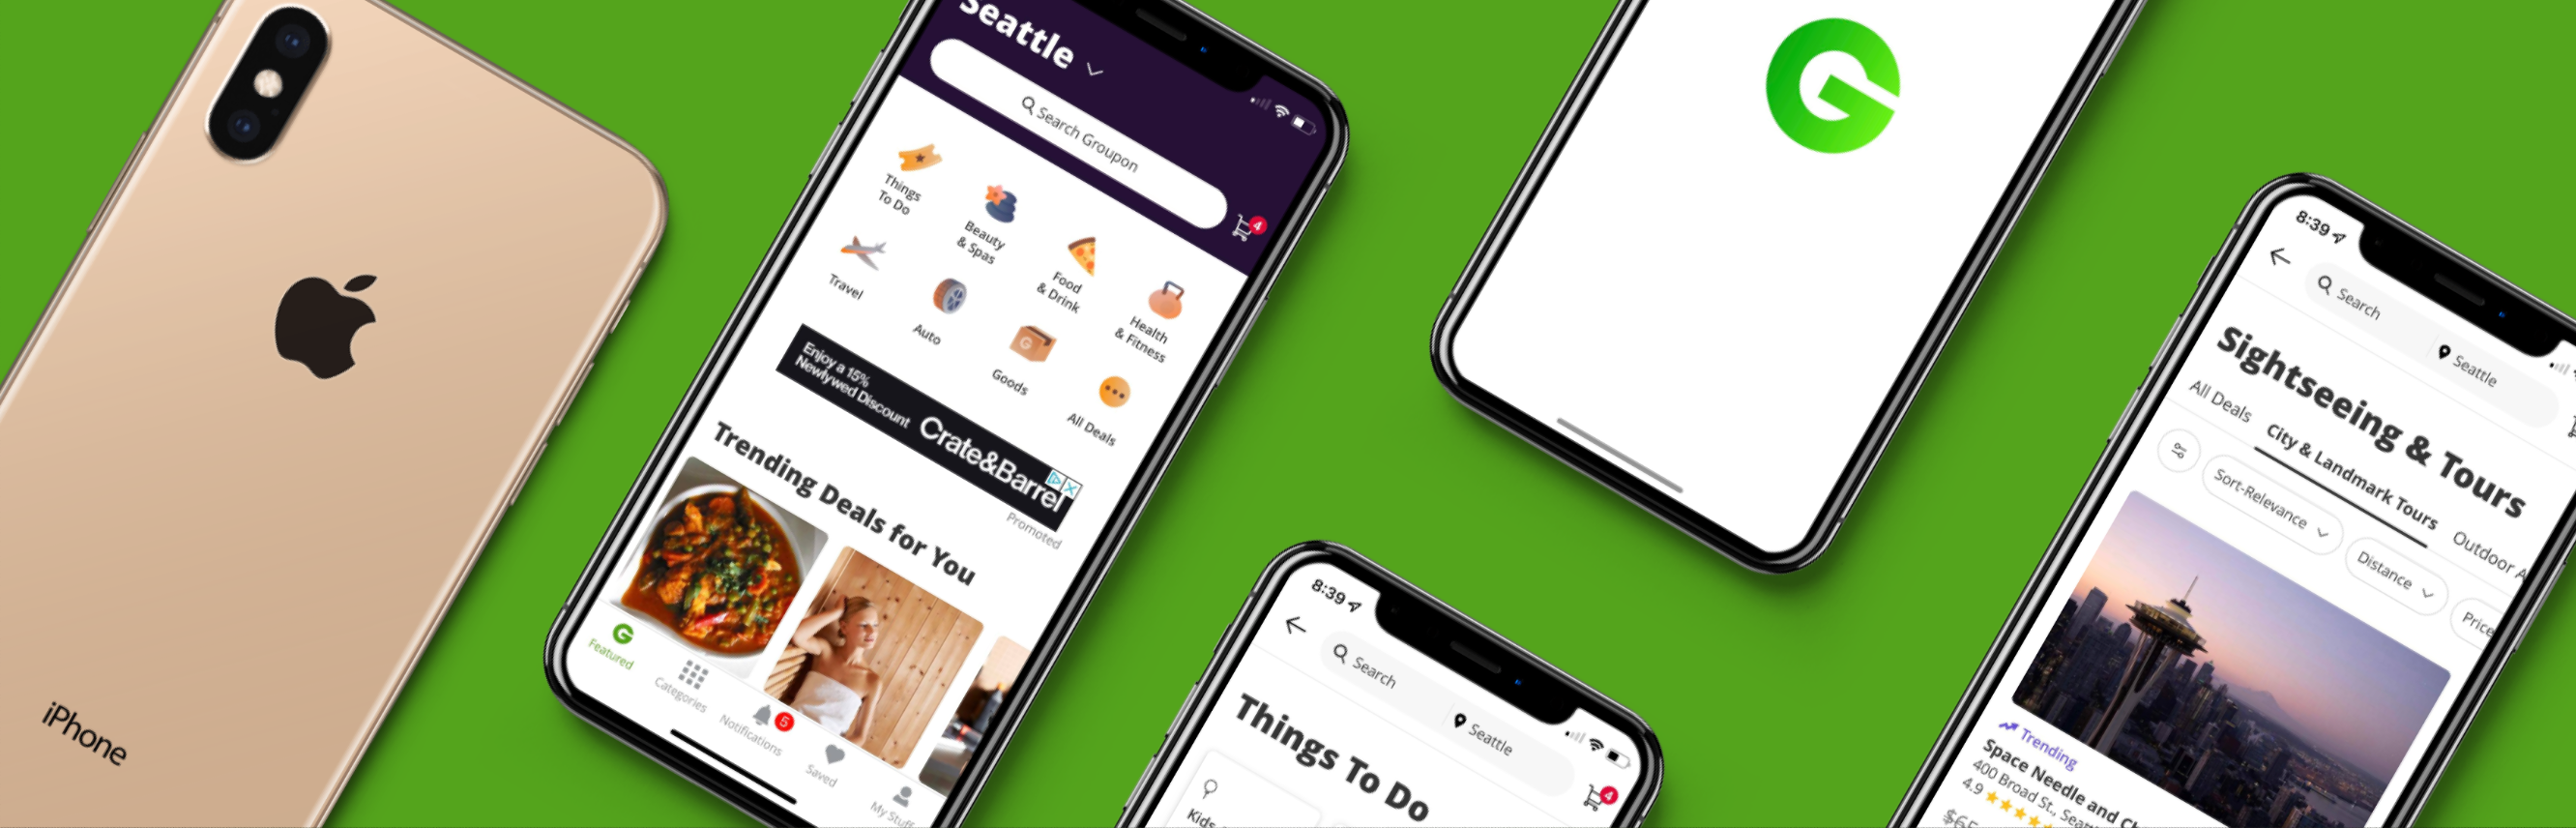 iPhone
Seattle
Search Groupon
4
Things
To Do
Beauty
& Spas
Food
& Drink
Health
& Fitness
Travel
Auto
G
Goods
All Deals
Enjoy a 15%
Newlywed Discount
Crate&Barrel
Promoted
Trending Deals for You
G
Featured
Categories
5
Notifications
Saved
My Stuff
G
8:39
Search
Seattle
4
Things To Do
Kids
8:39
Search
Seattle
Sightseeing & Tours
All Deals
City & Landmark Tours
Outdoor A
Sort-Relevance
Distance
Price
Trending
Space Needle and Ch
400 Broad St., Seatt
4.9